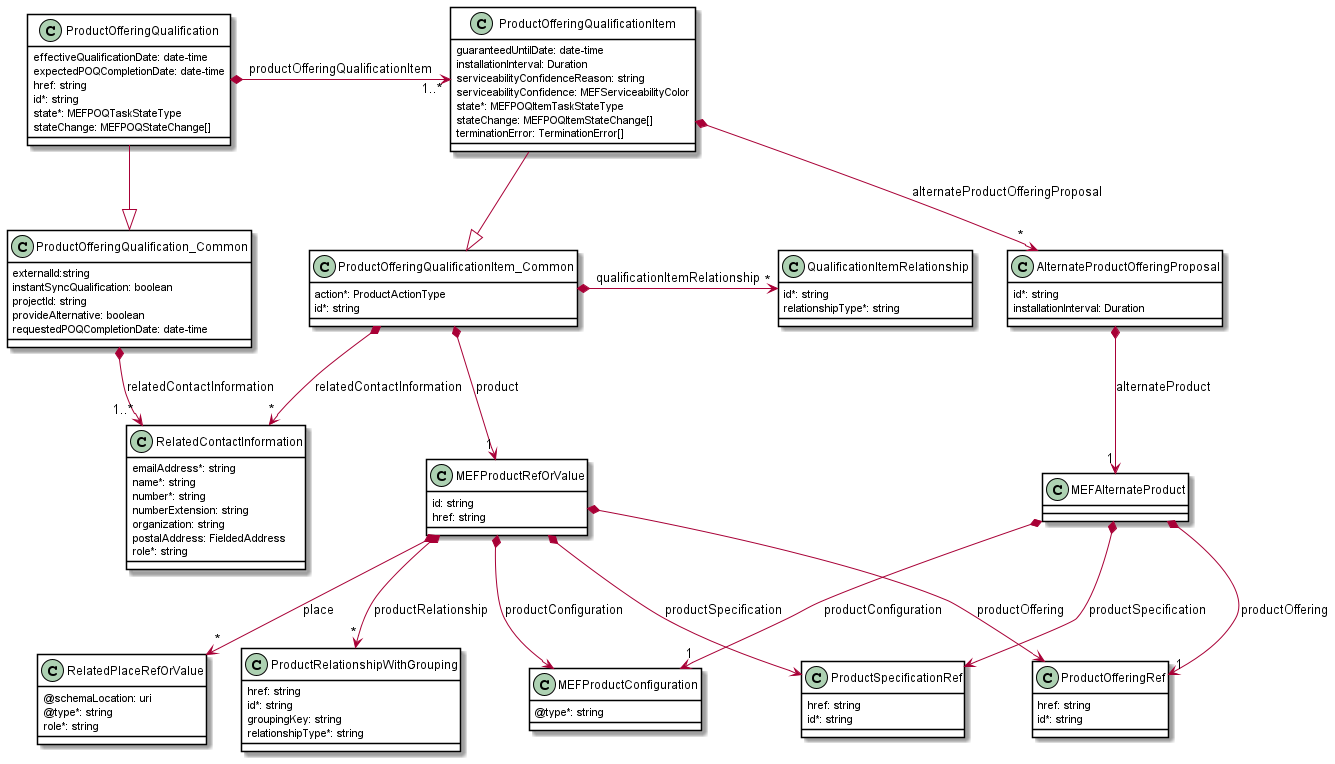 C ProductOfferingQualification
effectiveQualificationDate: date-time
expectedPOQCompletionDate: date-time
href: string
id*: string
state*: MEFPOQTaskStateType
stateChange: MEFPOQStateChange[]
productOfferingQualificationItem
1..*
C ProductOfferingQualificationItem
guaranteedUntilDate: date-time
installationInterval: Duration
serviceabilityConfidenceReason: string
serviceabilityConfidence: MEFServiceabilityColor
state*: MEFPOQItemTaskStateType
stateChange: MEFPOQItemStateChange[]
terminationError: TerminationError[]
alternateProductOfferingProposal
*
C ProductOfferingQualification_Common
externalId:string
instantSyncQualification: boolean
projectId: string
provideAlternative: boolean
requestedPOQCompletionDate: date-time
C ProductOfferingQualificationItem_Common
action*: ProductActionType
id*: string
qualificationItemRelationship
*
C QualificationItemRelationship
id*: string
relationshipType*: string
C AlternateProductOfferingProposal
id*: string
installationInterval: Duration
relatedContactInformation
1..*
relatedContactInformation
*
product
1
alternateProduct
1
C RelatedContactInformation
emailAddress*: string
name*: string
number*: string
numberExtension: string
organization: string
postalAddress: FieldedAddress
role*: string
C MEFProductRefOrValue
id: string
href: string
C MEFAlternateProduct
place
*
productRelationship
*
productConfiguration
productSpecification
productConfiguration
1
productOffering
productSpecification
productOffering
1
C RelatedPlaceRefOrValue
@schemaLocation: uri
@type*: string
role*: string
C ProductRelationshipWithGrouping
href: string
id*: string
groupingKey: string
relationshipType*: string
C MEFProductConfiguration
@type*: string
C ProductSpecificationRef
href: string
id*: string
C ProductOfferingRef
href: string
id*: string